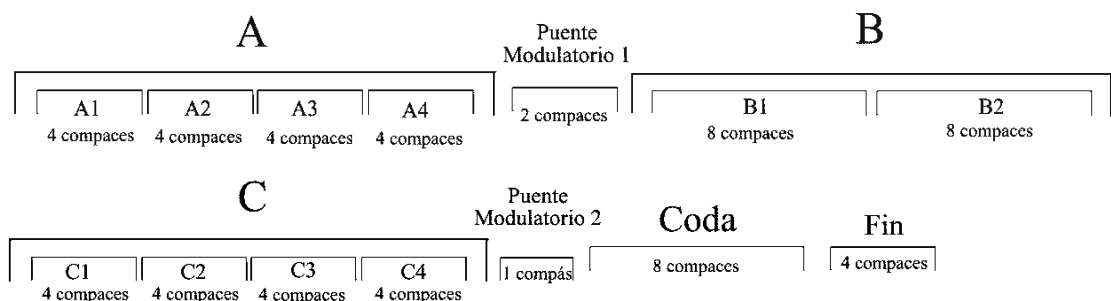 A
Puente
Modulatorio 1
B
A1 A2 A3 A4
4 compaces 4 compaces 4 compaces 4 compaces
2 compaces
B1 B2
8 compaces 8 compaces
C
Puente
Modulatorio 2
Coda
Fin
C1 C2 C3 C4
4 compaces 4 compaces 4 compaces 4 compaces
1 compás
8 compaces
4 compaces